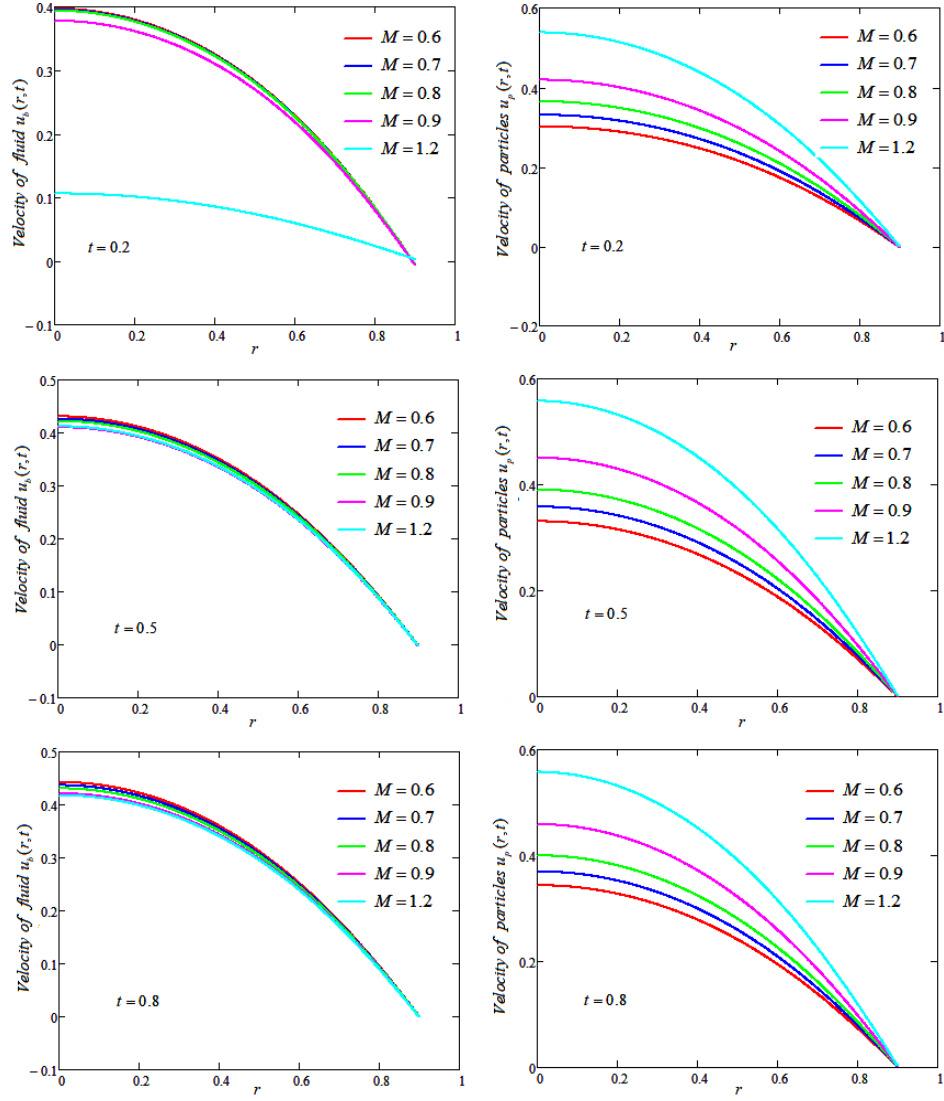 Velocity of fluid u_b(r,t)
0.4
0.3
0.2
0.1
0
−0.1
0
0.2
0.4
0.6
0.8
1
r
t = 0.2
M = 0.6
M = 0.7
M = 0.8
M = 0.9
M = 1.2
Velocity of particles u_p(r,t)
0.6
0.4
0.2
0
−0.2
0
0.2
0.4
0.6
0.8
1
r
t = 0.2
M = 0.6
M = 0.7
M = 0.8
M = 0.9
M = 1.2
Velocity of fluid u_b(r,t)
0.5
0.4
0.3
0.2
0.1
0
−0.1
0
0.2
0.4
0.6
0.8
1
r
t = 0.5
M = 0.6
M = 0.7
M = 0.8
M = 0.9
M = 1.2
Velocity of particles u_p(r,t)
0.6
0.4
0.2
0
0
0.2
0.4
0.6
0.8
1
r
t = 0.5
M = 0.6
M = 0.7
M = 0.8
M = 0.9
M = 1.2
Velocity of fluid u_b(r,t)
0.5
0.4
0.3
0.2
0.1
0
−0.1
0
0.2
0.4
0.6
0.8
1
r
t = 0.8
M = 0.6
M = 0.7
M = 0.8
M = 0.9
M = 1.2
Velocity of particles u_p(r,t)
0.6
0.4
0.2
0
0
0.2
0.4
0.6
0.8
1
r
t = 0.8
M = 0.6
M = 0.7
M = 0.8
M = 0.9
M = 1.2